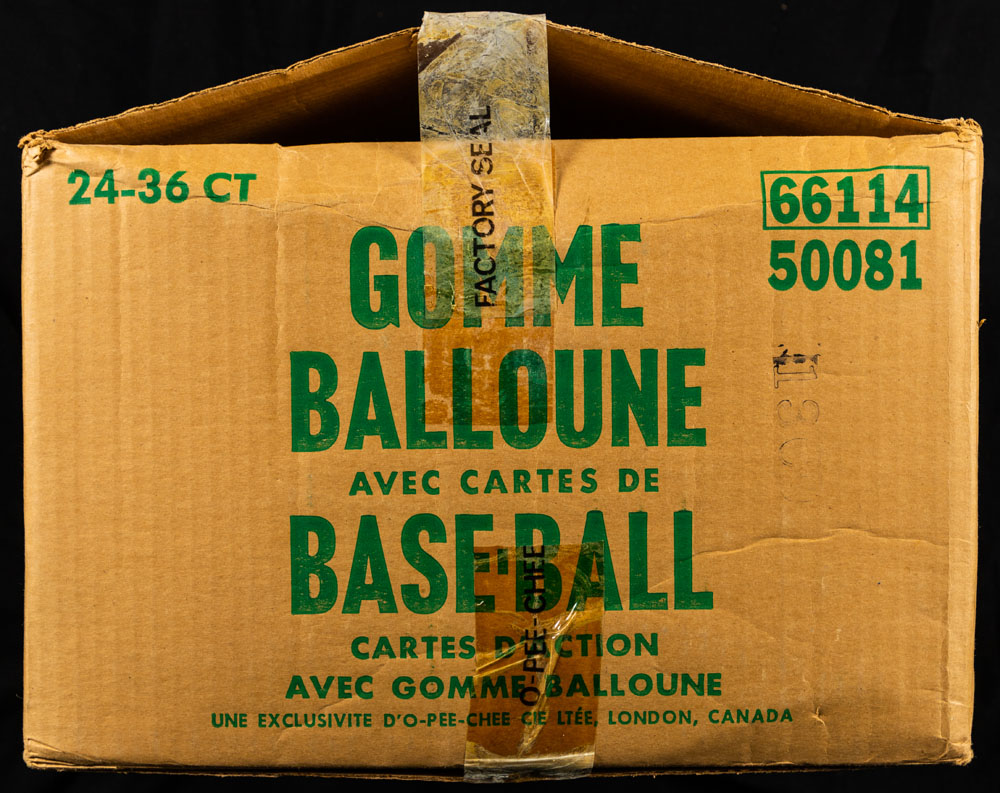 24-36 CT
66114
50081
FACTORY SEAL
GOMME
BALLOUNE
AVEC CARTES DE
BASE-BALL
O-PEE-CHEE
CARTES D'ACTION
AVEC GOMME BALLOUNE
UNE EXCLUSIVITE D'O-PEE-CHEE CIE LTÉE, LONDON, CANADA